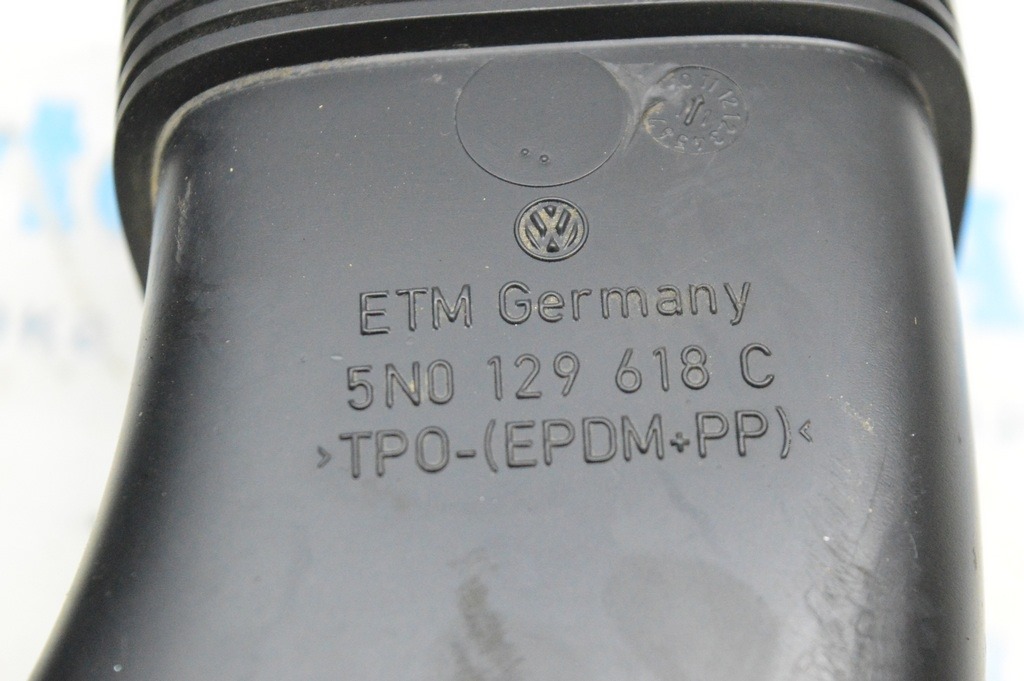 ETM Germany
5N0 129 618 C
>TPO-(EPDM+PP)<